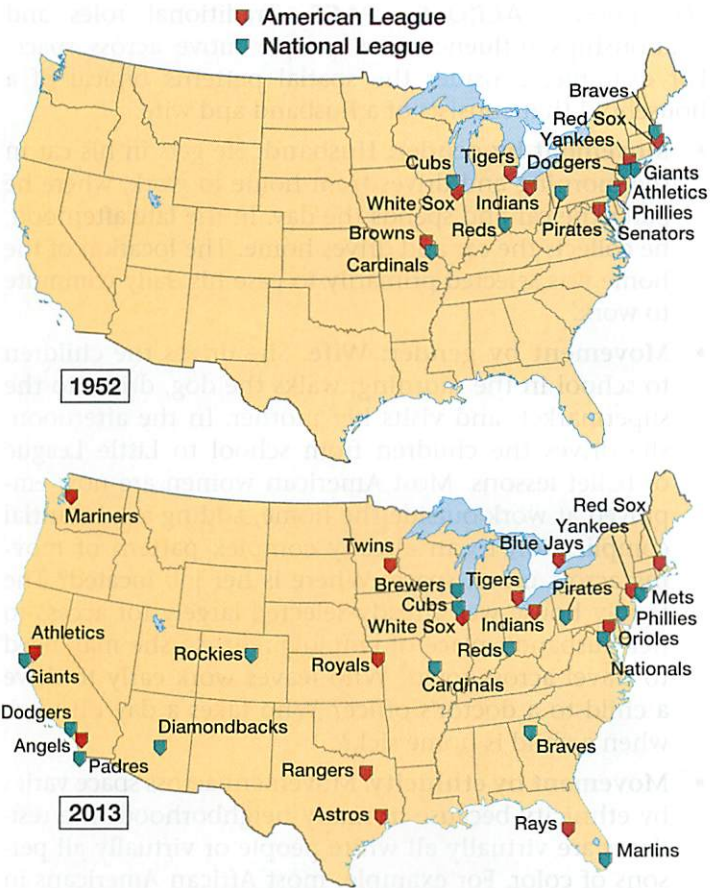 American League
National League
Braves
Red Sox
Yankees
Cubs
Tigers
Dodgers
Giants
White Sox
Indians
Athletics
Phillies
Browns
Reds
Pirates
Senators
Cardinals
1952
Mariners
Red Sox
Yankees
Twins
Blue Jays
Brewers
Tigers
Pirates
Mets
Cubs
Phillies
White Sox
Indians
Orioles
Athletics
Rockies
Royals
Reds
Nationals
Giants
Cardinals
Dodgers
Diamondbacks
Angels
Braves
Padres
Rangers
2013
Astros
Rays
Marlins